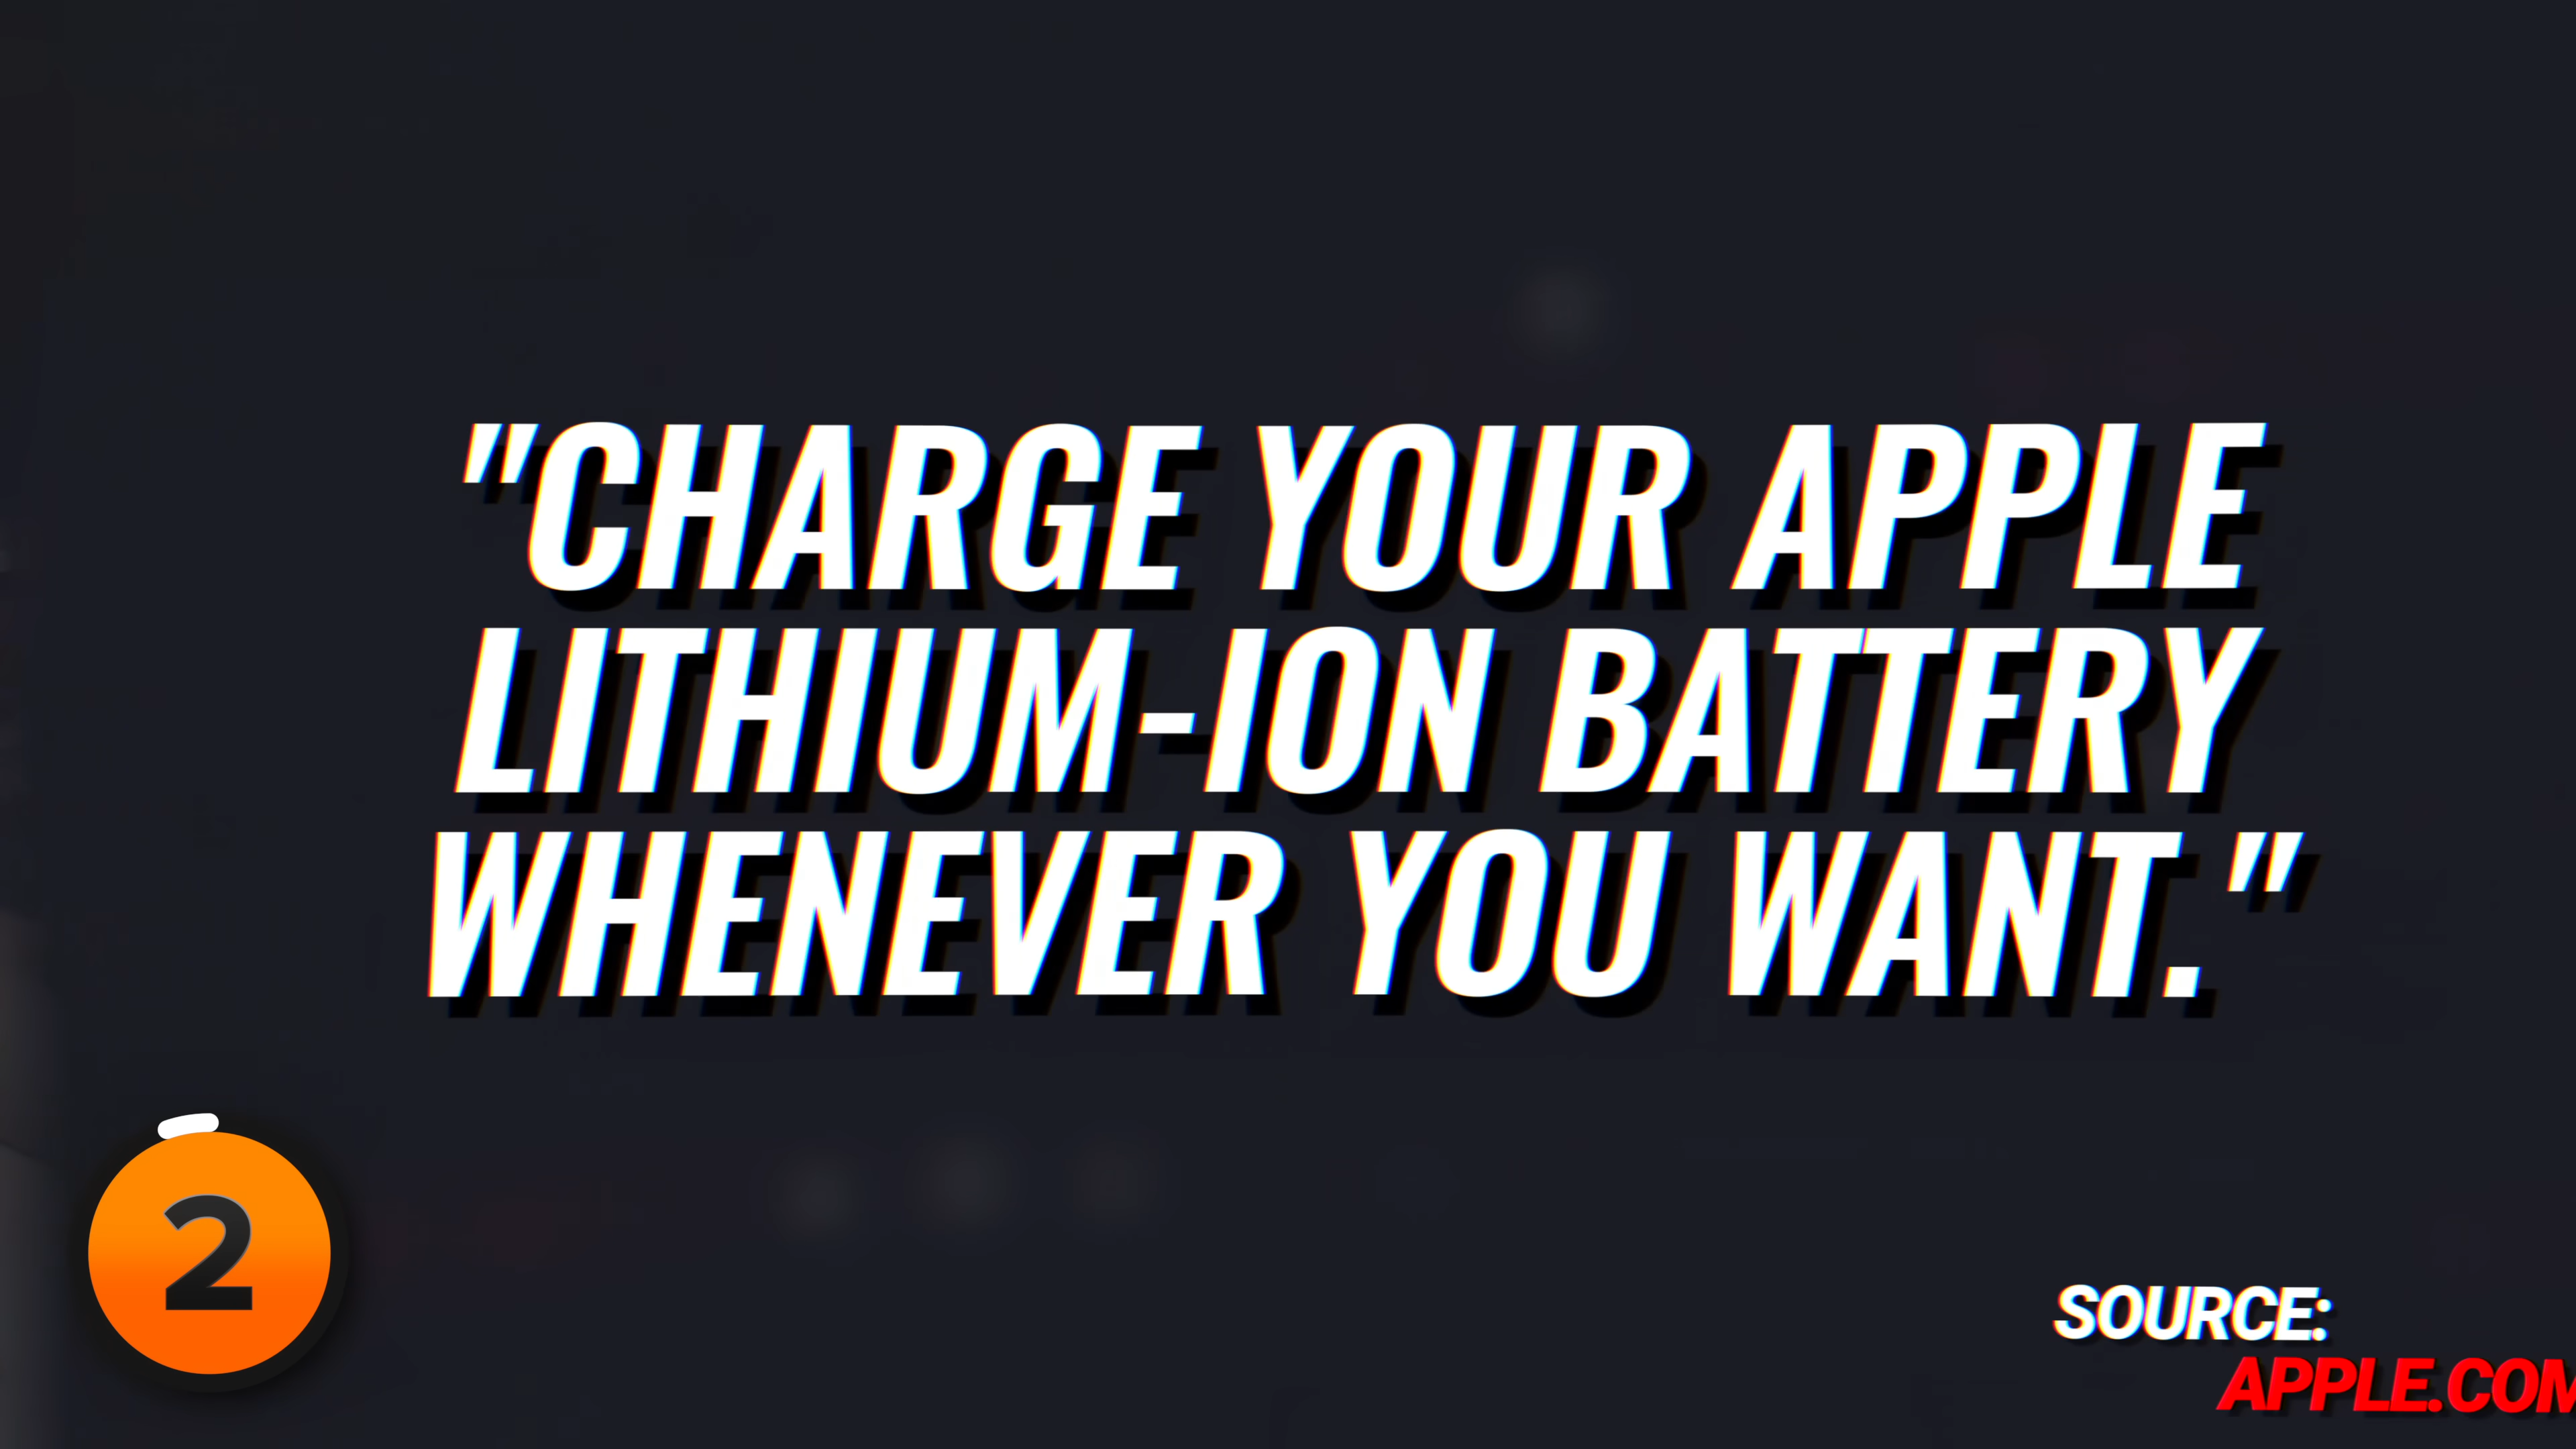 "CHARGE YOUR APPLE
LITHIUM-ION BATTERY
WHENEVER YOU WANT."
2
SOURCE:
APPLE.COM